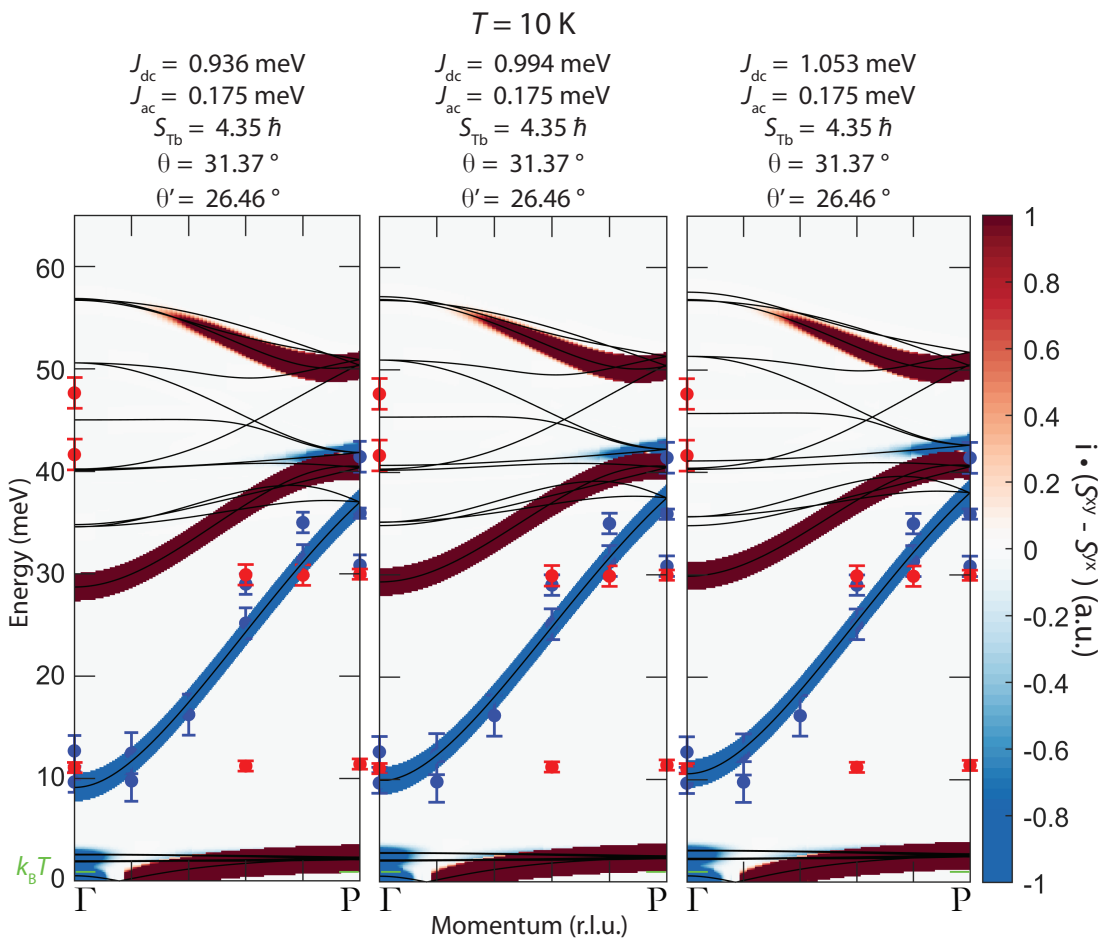 T = 10 K
J_dc = 0.936 meV
J_ac = 0.175 meV
S_Tb = 4.35 ℏ
θ = 31.37 °
θ′ = 26.46 °
J_dc = 0.994 meV
J_ac = 0.175 meV
S_Tb = 4.35 ℏ
θ = 31.37 °
θ′ = 26.46 °
J_dc = 1.053 meV
J_ac = 0.175 meV
S_Tb = 4.35 ℏ
θ = 31.37 °
θ′ = 26.46 °
Energy (meV)
60
50
40
30
20
10
k_BT
0
Γ
P
Γ
P
Γ
P
Momentum (r.l.u.)
1
0.8
0.6
0.4
0.2
0
-0.2
-0.4
-0.6
-0.8
-1
i • (S^xy - S^yx) (a.u.)